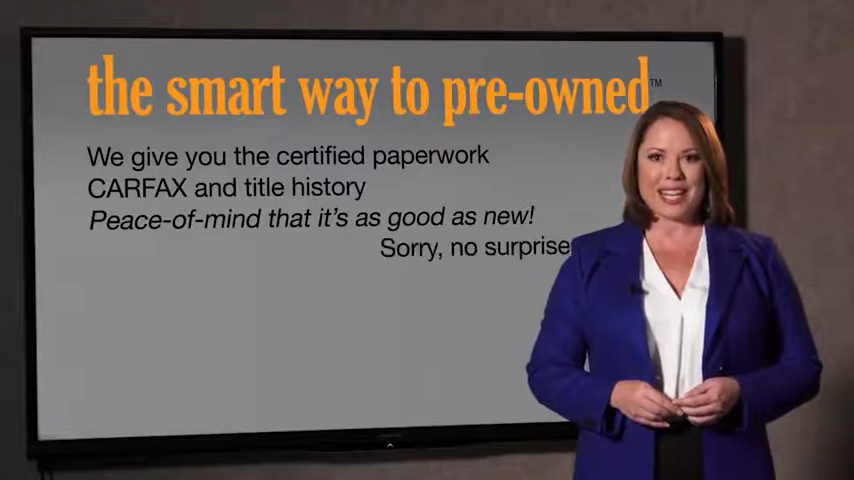 the smart way to pre-owned™
We give you the certified paperwork
CARFAX and title history
Peace-of-mind that it's as good as new!
Sorry, no surprise